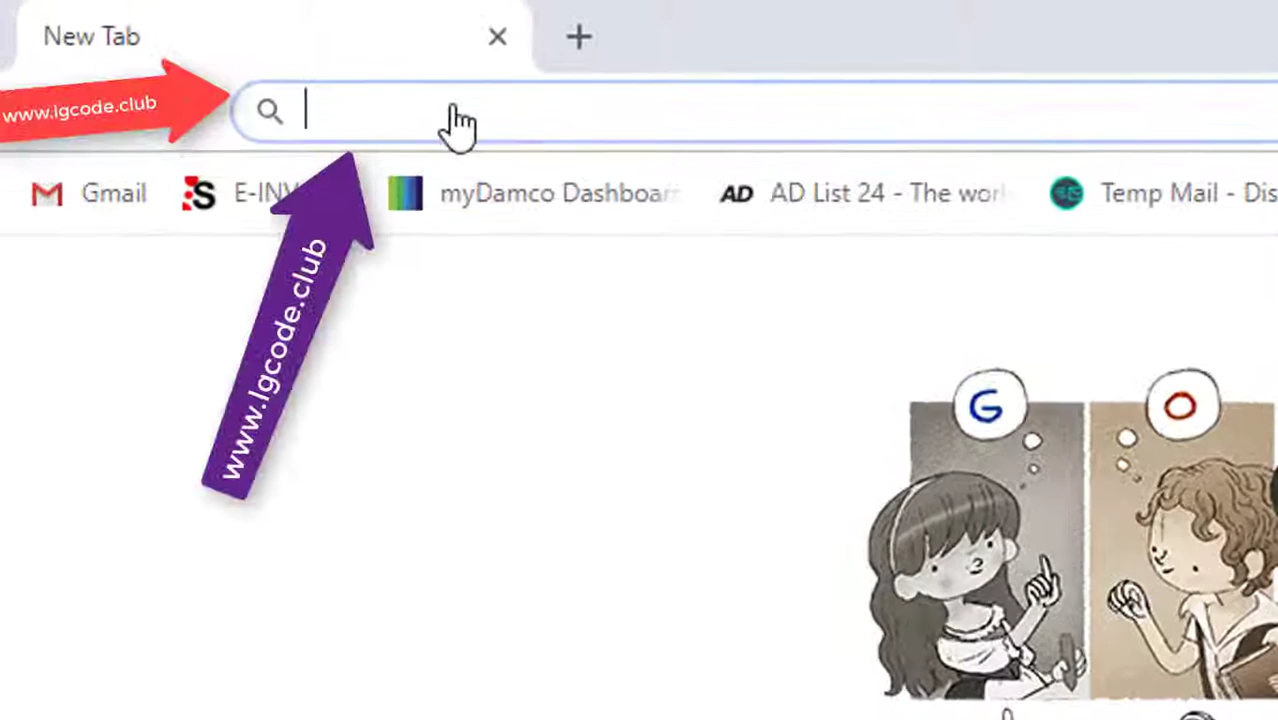 New Tab
www.lgcode.club
Gmail
E-INV
myDamco Dashboar
AD AD List 24 - The wor
Temp Mail - Dis
www.lgcode.club
G
O